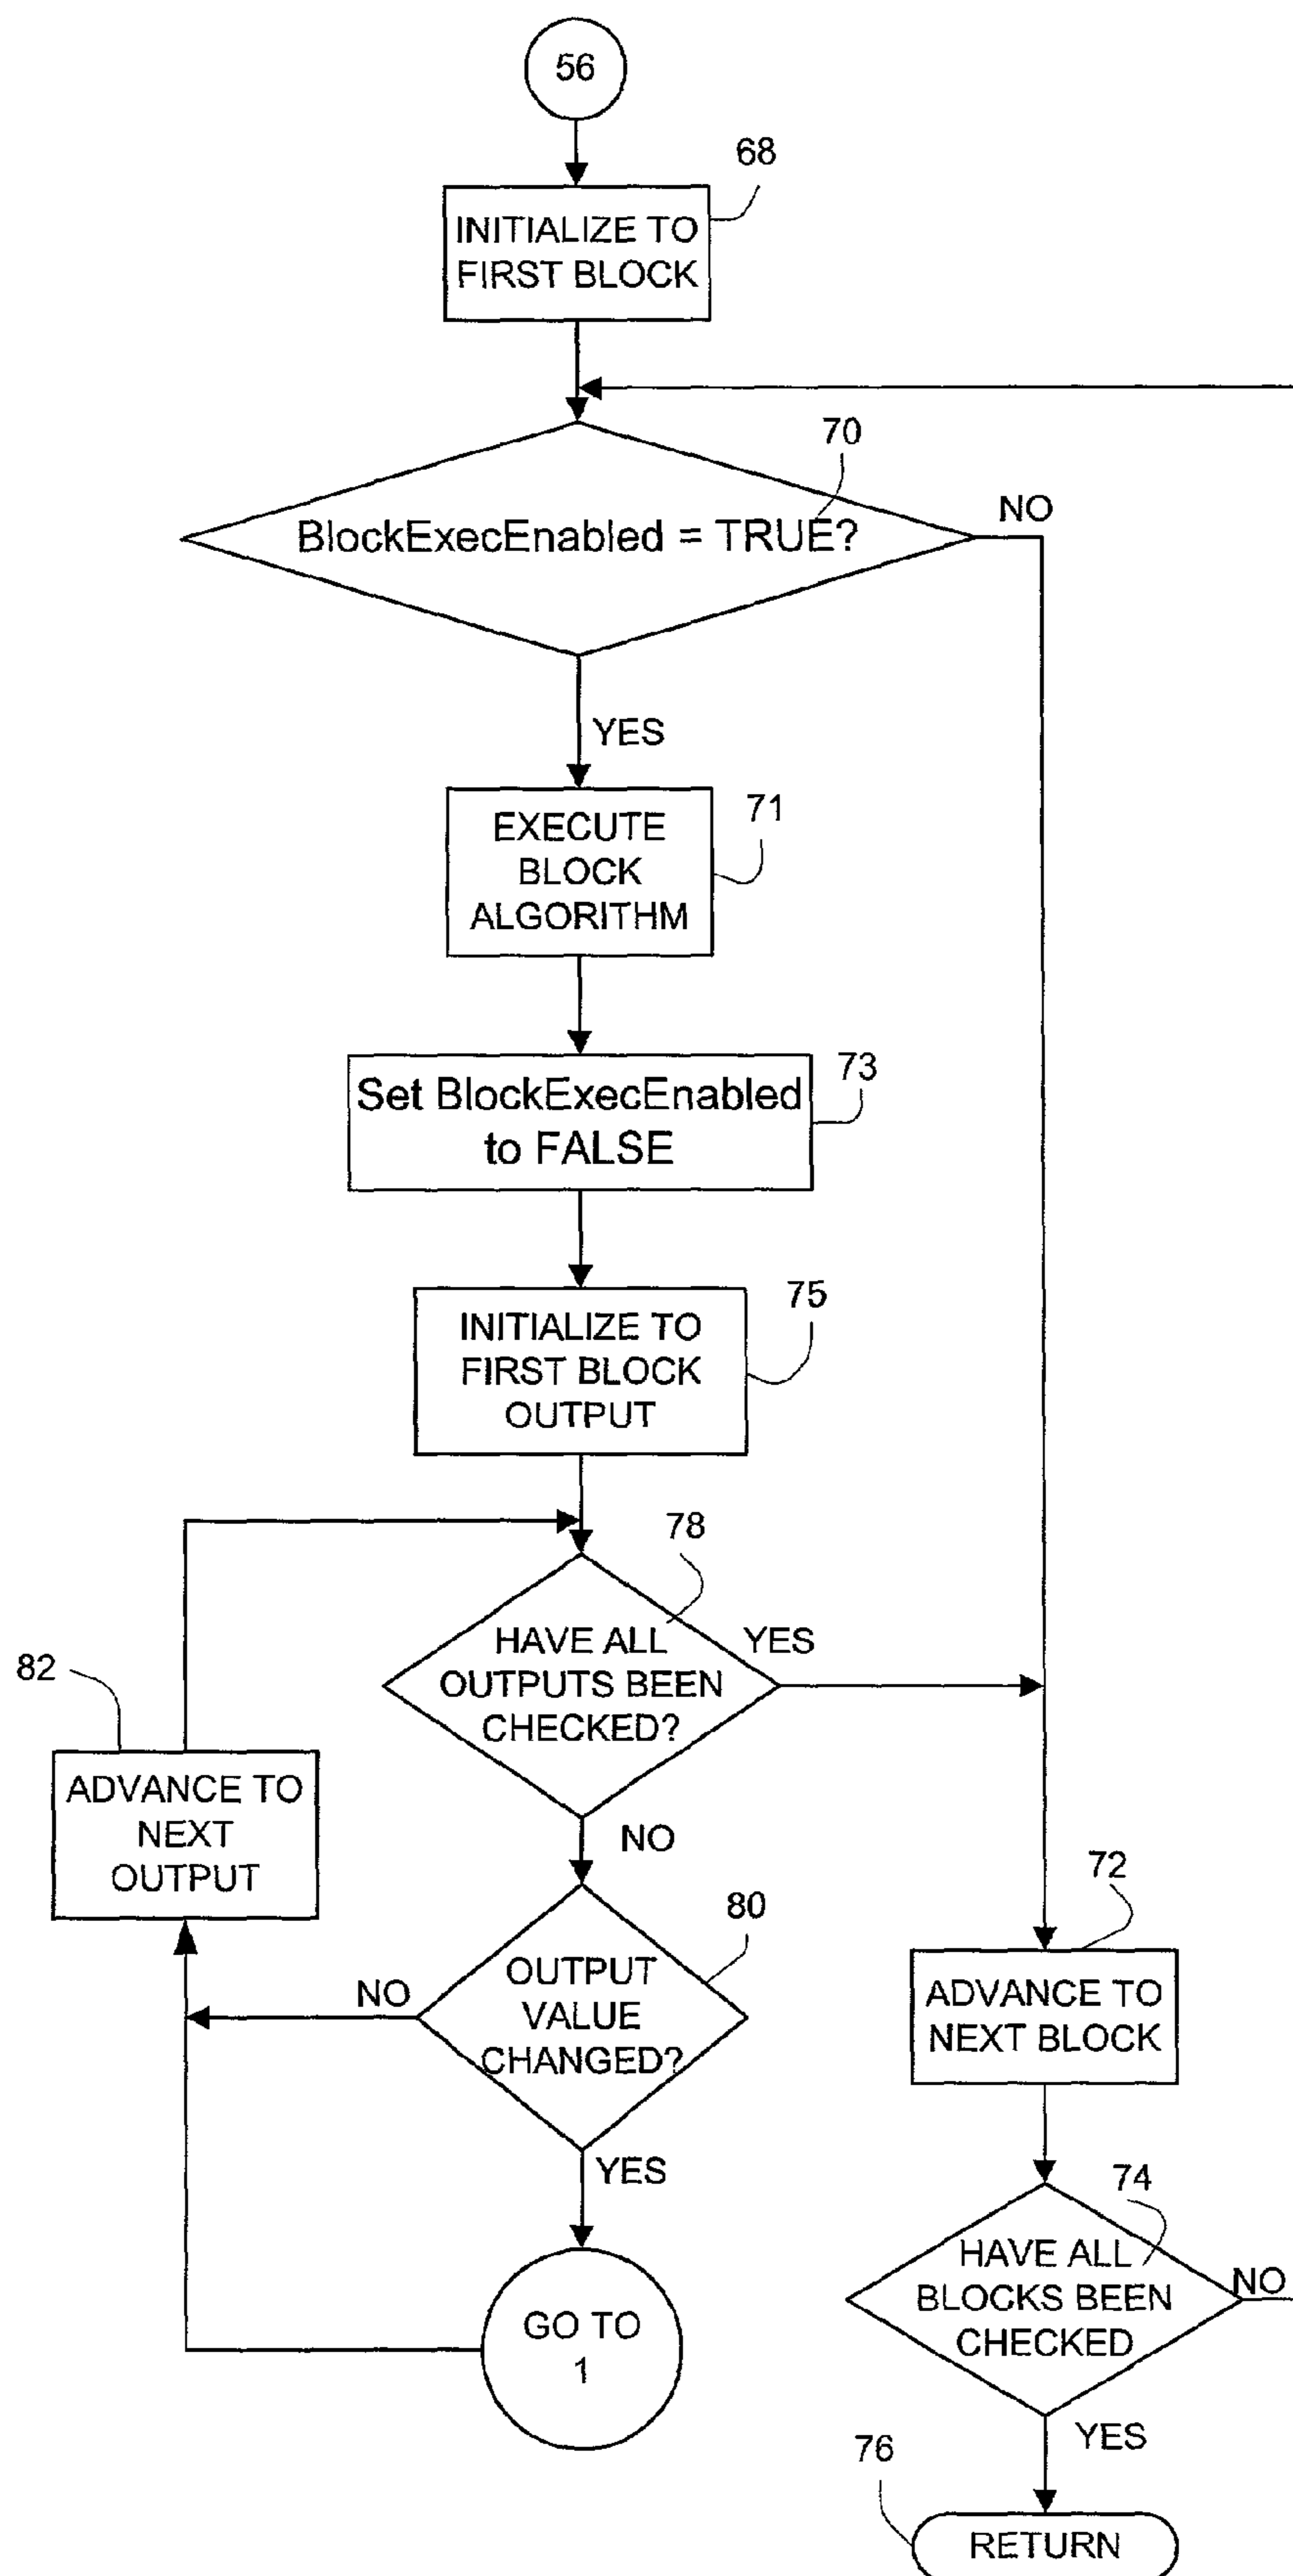 56
68
INITIALIZE TO
FIRST BLOCK
70
BlockExecEnabled = TRUE?
NO
YES
71
EXECUTE
BLOCK
ALGORITHM
73
Set BlockExecEnabled
to FALSE
75
INITIALIZE TO
FIRST BLOCK
OUTPUT
78
HAVE ALL
OUTPUTS BEEN
CHECKED?
YES
NO
82
ADVANCE TO
NEXT
OUTPUT
80
OUTPUT
VALUE
CHANGED?
NO
YES
GO TO
1
72
ADVANCE TO
NEXT BLOCK
74
HAVE ALL
BLOCKS BEEN
CHECKED
NO
YES
76
RETURN